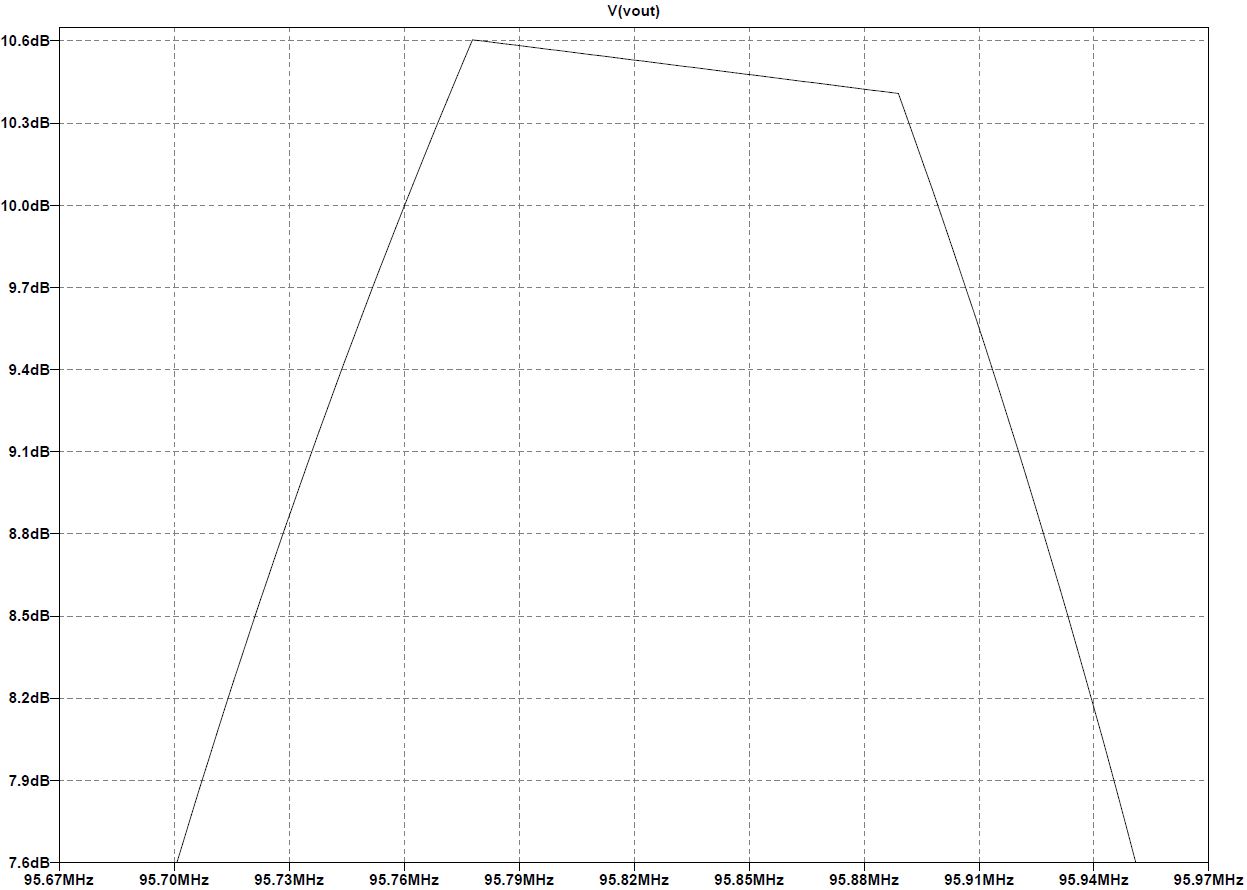 V(vout)
10.6dB
10.3dB
10.0dB
9.7dB
9.4dB
9.1dB
8.8dB
8.5dB
8.2dB
7.9dB
7.6dB
95.67MHz 95.70MHz 95.73MHz 95.76MHz 95.79MHz 95.82MHz 95.85MHz 95.88MHz 95.91MHz 95.94MHz 95.97MHz